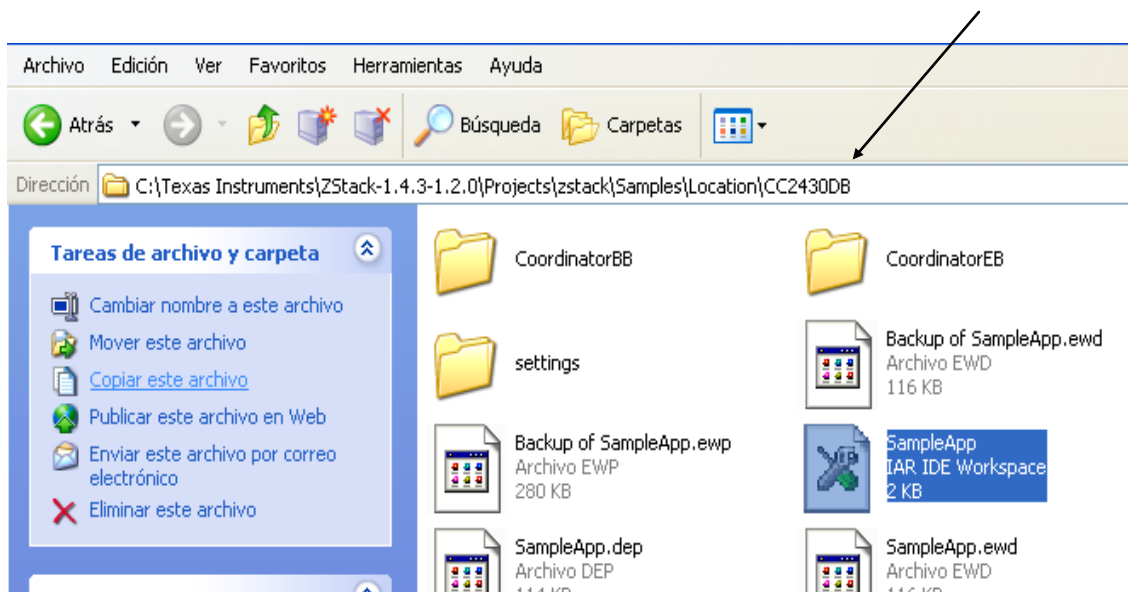 Archivo Edición Ver Favoritos Herramientas Ayuda
Atrás Búsqueda Carpetas
Dirección C:\Texas Instruments\ZStack-1.4.3-1.2.0\Projects\zstack\Samples\Location\CC2430DB
Tareas de archivo y carpeta
Cambiar nombre a este archivo
Mover este archivo
Copiar este archivo
Publicar este archivo en Web
Enviar este archivo por correo
electrónico
Eliminar este archivo
CoordinatorBB
CoordinatorEB
settings
Backup of SampleApp.ewd
Archivo EWD
116 KB
Backup of SampleApp.ewp
Archivo EWP
280 KB
SampleApp
IAR IDE Workspace
2 KB
SampleApp.dep
Archivo DEP
114 KB
SampleApp.ewd
Archivo EWD
116 KB